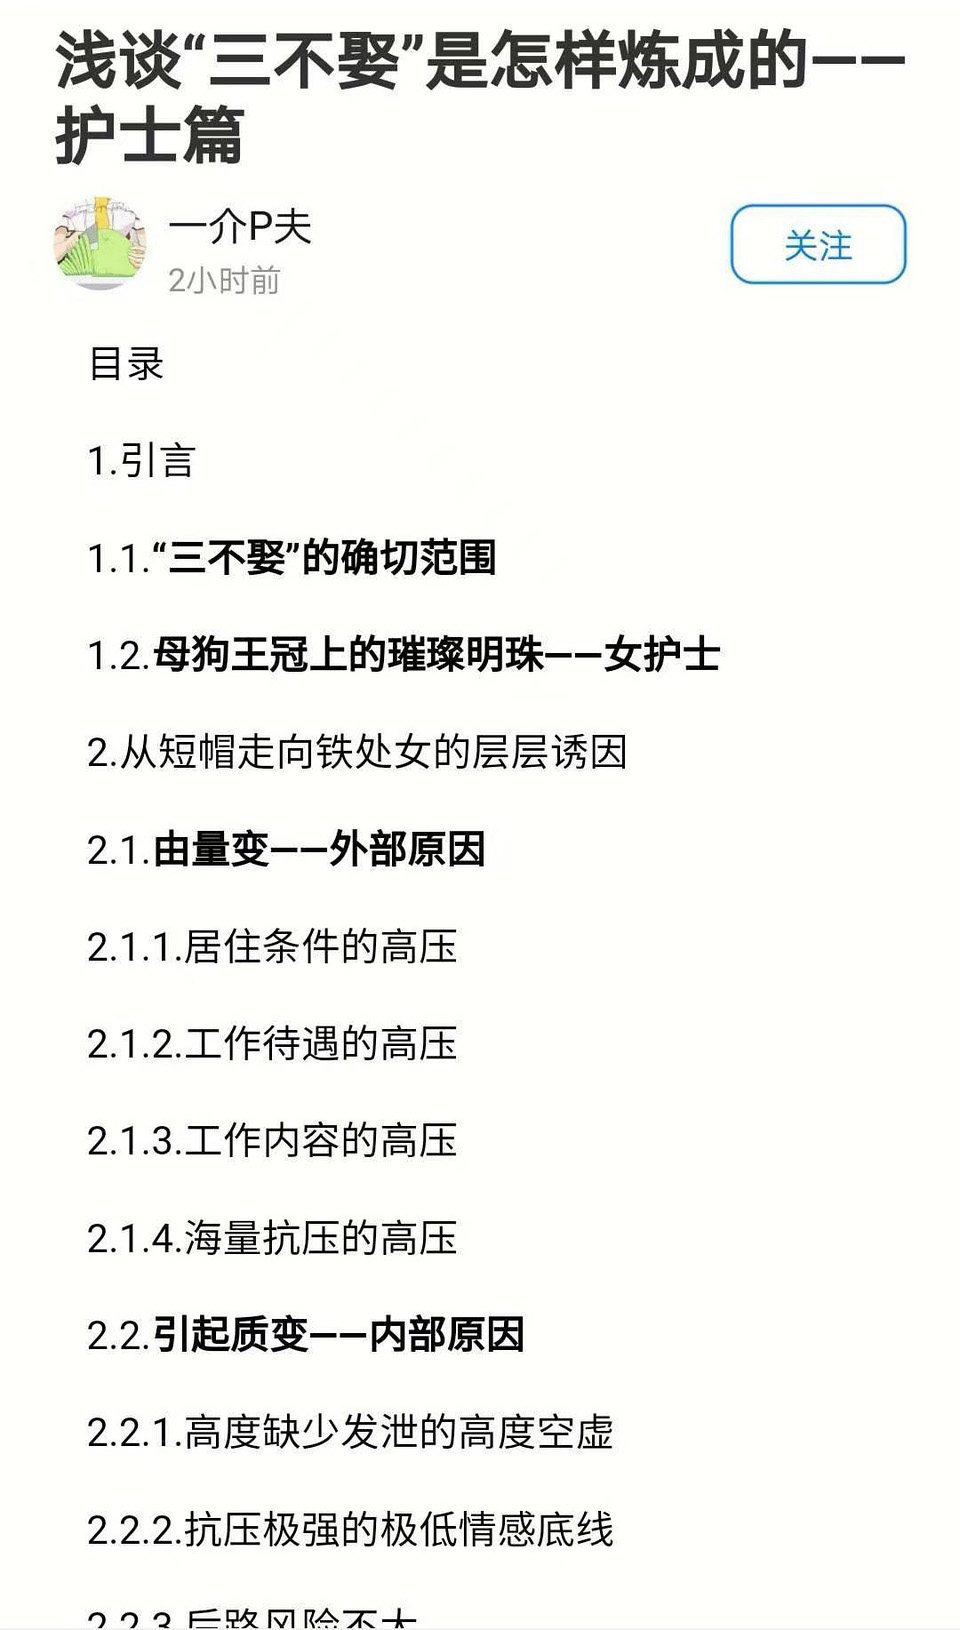 浅谈“三不娶”是怎样炼成的——
护士篇
一介P夫
2小时前
关注
目录
1.引言
1.1.“三不娶”的确切范围
1.2.母狗王冠上的璀璨明珠——女护士
2.从短帽走向铁处女的层层诱因
2.1.由量变——外部原因
2.1.1.居住条件的高压
2.1.2.工作待遇的高压
2.1.3.工作内容的高压
2.1.4.海量抗压的高压
2.2.引起质变——内部原因
2.2.1.高度缺少发泄的高度空虚
2.2.2.抗压极强的极低情感底线
2.2.3.后路风险不大